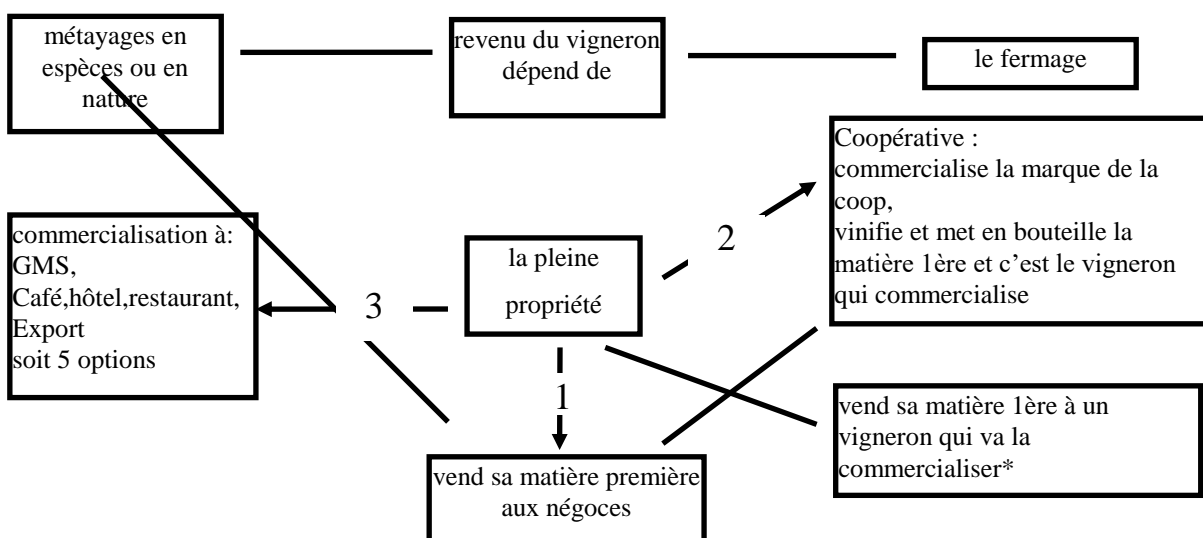 métayages en
espèces ou en
nature
revenu du vigneron
dépend de
le fermage
Coopérative :
commercialise la marque de la
coop,
vinifie et met en bouteille la
matière 1ère et c’est le vigneron
qui commercialise
2
commercialisation à:
GMS,
Café,hôtel,restaurant,
Export
soit 5 options
3
la pleine
propriété
1
vend sa matière 1ère à un
vigneron qui va la
commercialiser*
vend sa matière première
aux négoces